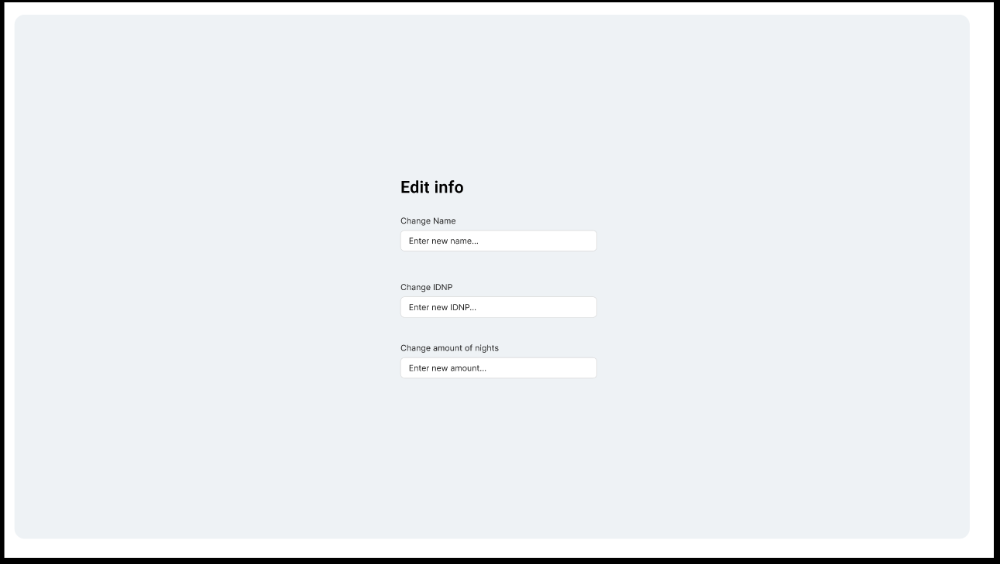 Edit info
Change Name
Enter new name...
Change IDNP
Enter new IDNP...
Change amount of nights
Enter new amount...